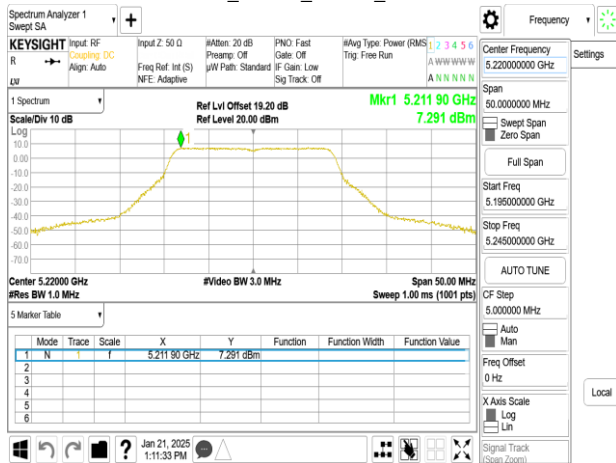 Spectrum Analyzer 1
Swept SA
+
Frequency
KEYSIGHT
R
LXI
Input: RF
Coupling: DC
Align: Auto
Input Z: 50 Ω
Freq Ref: Int (S)
NFE: Adaptive
#Atten: 20 dB
Preamp: Off
µW Path: Standard
PNO: Fast
Gate: Off
IF Gain: Low
Sig Track: Off
#Avg Type: Power (RMS
Trig: Free Run
1 2 3 4 5 6
A W W W W W
A N N N N N
Center Frequency
5.220000000 GHz
Settings
Span
50.0000000 MHz
Swept Span
Zero Span
Full Span
Start Freq
5.195000000 GHz
Stop Freq
5.245000000 GHz
AUTO TUNE
CF Step
5.000000 MHz
Auto
Man
Freq Offset
0 Hz
X Axis Scale
Log
Lin
Signal Track
(Span Zoom)
Local
1 Spectrum
Scale/Div 10 dB
Ref Lvl Offset 19.20 dB
Ref Level 20.00 dBm
Mkr1 5.211 90 GHz
7.291 dBm
Log
10.0
0.00
-10.0
-20.0
-30.0
-40.0
-50.0
-60.0
-70.0
1
Center 5.22000 GHz
#Res BW 1.0 MHz
#Video BW 3.0 MHz
Span 50.00 MHz
Sweep 1.00 ms (1001 pts)
5 Marker Table
Mode Trace Scale X Y Function Function Width Function Value
1 N 1 f 5.211 90 GHz 7.291 dBm
2
3
4
5
6
?
Jan 21, 2025
1:11:33 PM